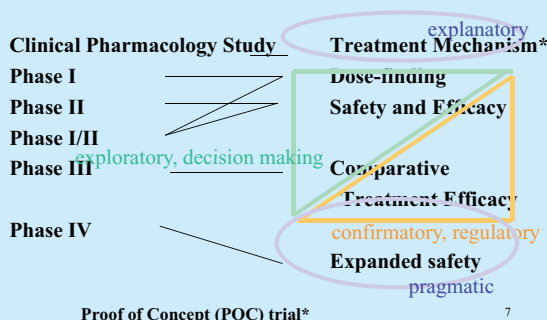 explanatory
Clinical Pharmacology Study Treatment Mechanism*
Phase I Dose-finding
Phase II Safety and Efficacy
Phase I/II
exploratory, decision making
Phase III Comparative
Treatment Efficacy
Phase IV confirmatory, regulatory
Expanded safety
pragmatic
Proof of Concept (POC) trial* 7